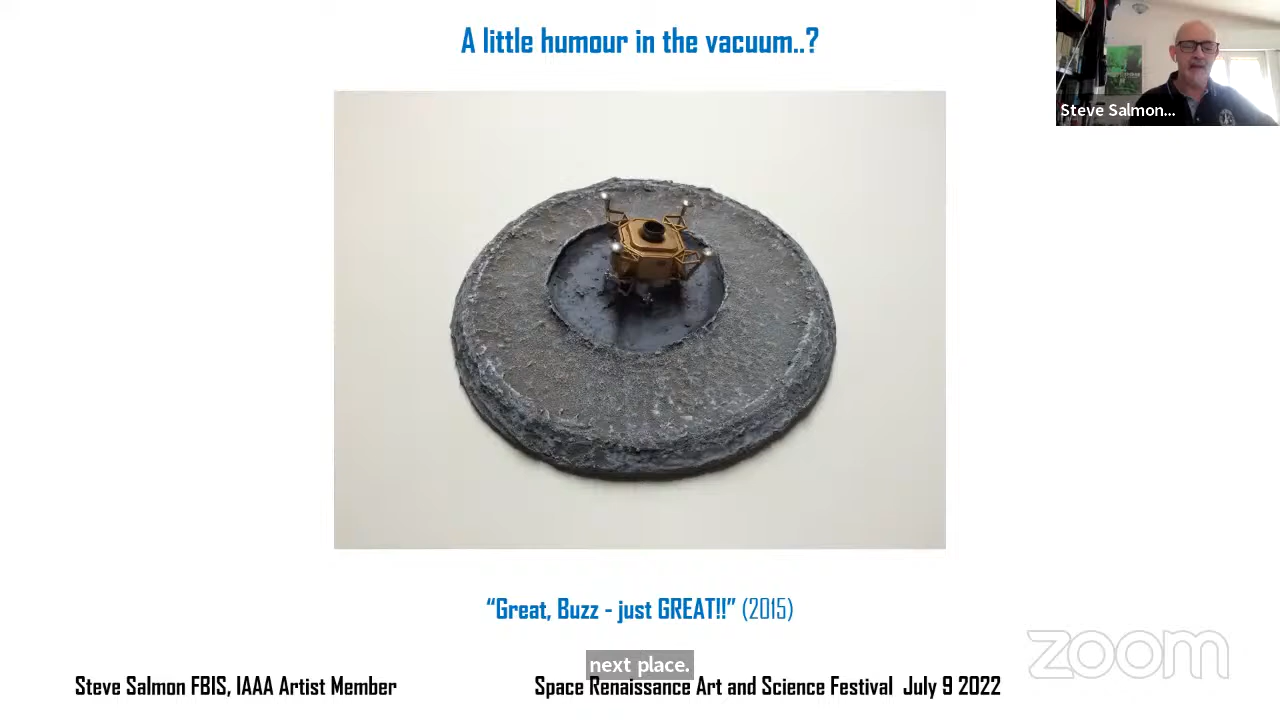 A little humour in the vacuum..?
Steve Salmon...
“Great, Buzz - just GREAT!!” (2015)
next place.
Steve Salmon FBIS, IAAA Artist Member
Space Renaissance Art and Science Festival July 9 2022
zoom